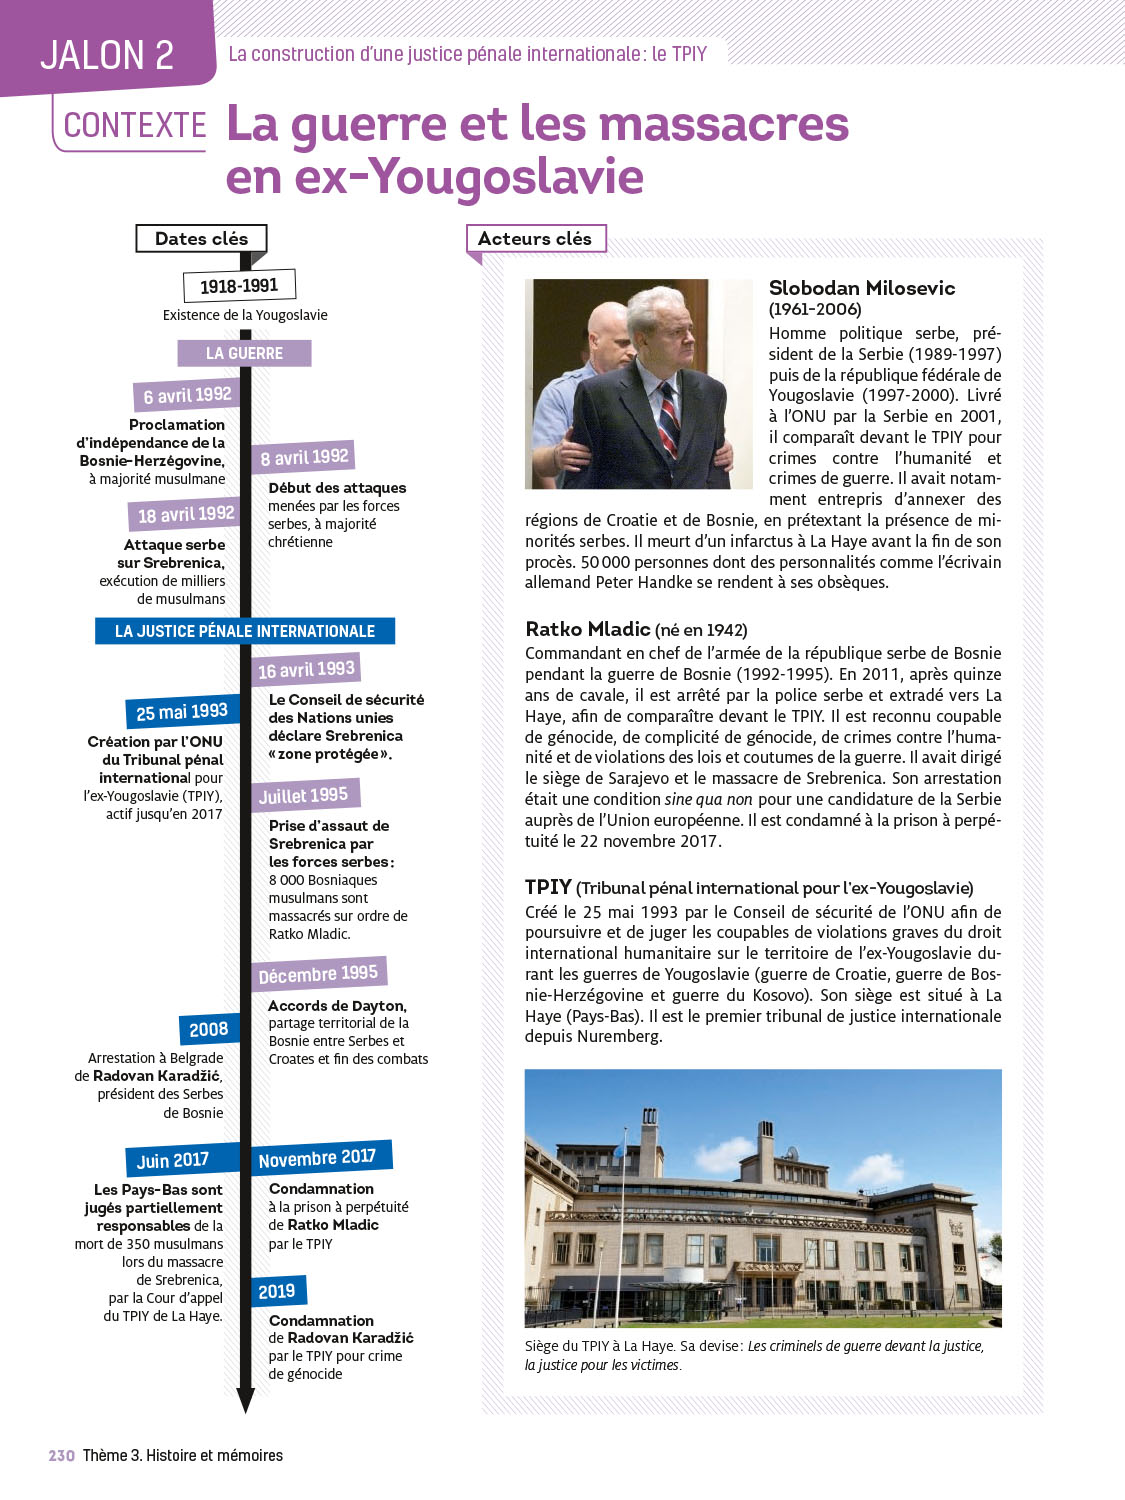 JALON 2
La construction d'une justice pénale internationale : le TPIY
CONTEXTE
La guerre et les massacres
en ex-Yougoslavie
Dates clés
1918-1991
Existence de la Yougoslavie
LA GUERRE
6 avril 1992
Proclamation
d'indépendance de la
Bosnie-Herzégovine,
à majorité musulmane
8 avril 1992
Début des attaques
menées par les forces
serbes, à majorité
chrétienne
18 avril 1992
Attaque serbe
sur Srebrenica,
exécution de milliers
de musulmans
LA JUSTICE PÉNALE INTERNATIONALE
16 avril 1993
Le Conseil de sécurité
des Nations unies
déclare Srebrenica
« zone protégée ».
25 mai 1993
Création par l'ONU
du Tribunal pénal
international pour
l'ex-Yougoslavie (TPIY),
actif jusqu'en 2017
Juillet 1995
Prise d'assaut de
Srebrenica par
les forces serbes :
8 000 Bosniaques
musulmans sont
massacrés sur ordre de
Ratko Mladic.
Décembre 1995
Accords de Dayton,
partage territorial de la
Bosnie entre Serbes et
Croates et fin des combats
2008
Arrestation à Belgrade
de Radovan Karadžić,
président des Serbes
de Bosnie
Juin 2017
Les Pays-Bas sont
jugés partiellement
responsables de la
mort de 350 musulmans
lors du massacre
de Srebrenica,
par la Cour d'appel
du TPIY de La Haye.
Novembre 2017
Condamnation
à la prison à perpétuité
de Ratko Mladic
par le TPIY
2019
Condamnation
de Radovan Karadžić
par le TPIY pour crime
de génocide
Acteurs clés
Slobodan Milosevic
(1961-2006)
Homme politique serbe, pré-
sident de la Serbie (1989-1997)
puis de la république fédérale de
Yougoslavie (1997-2000). Livré
à l'ONU par la Serbie en 2001,
il comparaît devant le TPIY pour
crimes contre l'humanité et
crimes de guerre. Il avait notam-
ment entrepris d'annexer des
régions de Croatie et de Bosnie, en prétextant la présence de mi-
norités serbes. Il meurt d'un infarctus à La Haye avant la fin de son
procès. 50 000 personnes dont des personnalités comme l'écrivain
allemand Peter Handke se rendent à ses obsèques.
Ratko Mladic (né en 1942)
Commandant en chef de l'armée de la république serbe de Bosnie
pendant la guerre de Bosnie (1992-1995). En 2011, après quinze
ans de cavale, il est arrêté par la police serbe et extradé vers La
Haye, afin de comparaître devant le TPIY. Il est reconnu coupable
de génocide, de complicité de génocide, de crimes contre l'huma-
nité et de violations des lois et coutumes de la guerre. Il avait dirigé
le siège de Sarajevo et le massacre de Srebrenica. Son arrestation
était une condition sine qua non pour une candidature de la Serbie
auprès de l'Union européenne. Il est condamné à la prison à perpé-
tuité le 22 novembre 2017.
TPIY (Tribunal pénal international pour l'ex-Yougoslavie)
Créé le 25 mai 1993 par le Conseil de sécurité de l'ONU afin de
poursuivre et de juger les coupables de violations graves du droit
international humanitaire sur le territoire de l'ex-Yougoslavie du-
rant les guerres de Yougoslavie (guerre de Croatie, guerre de Bos-
nie-Herzégovine et guerre du Kosovo). Son siège est situé à La
Haye (Pays-Bas). Il est le premier tribunal de justice internationale
depuis Nuremberg.
Siège du TPIY à La Haye. Sa devise : Les criminels de guerre devant la justice,
la justice pour les victimes.
230 Thème 3. Histoire et mémoires